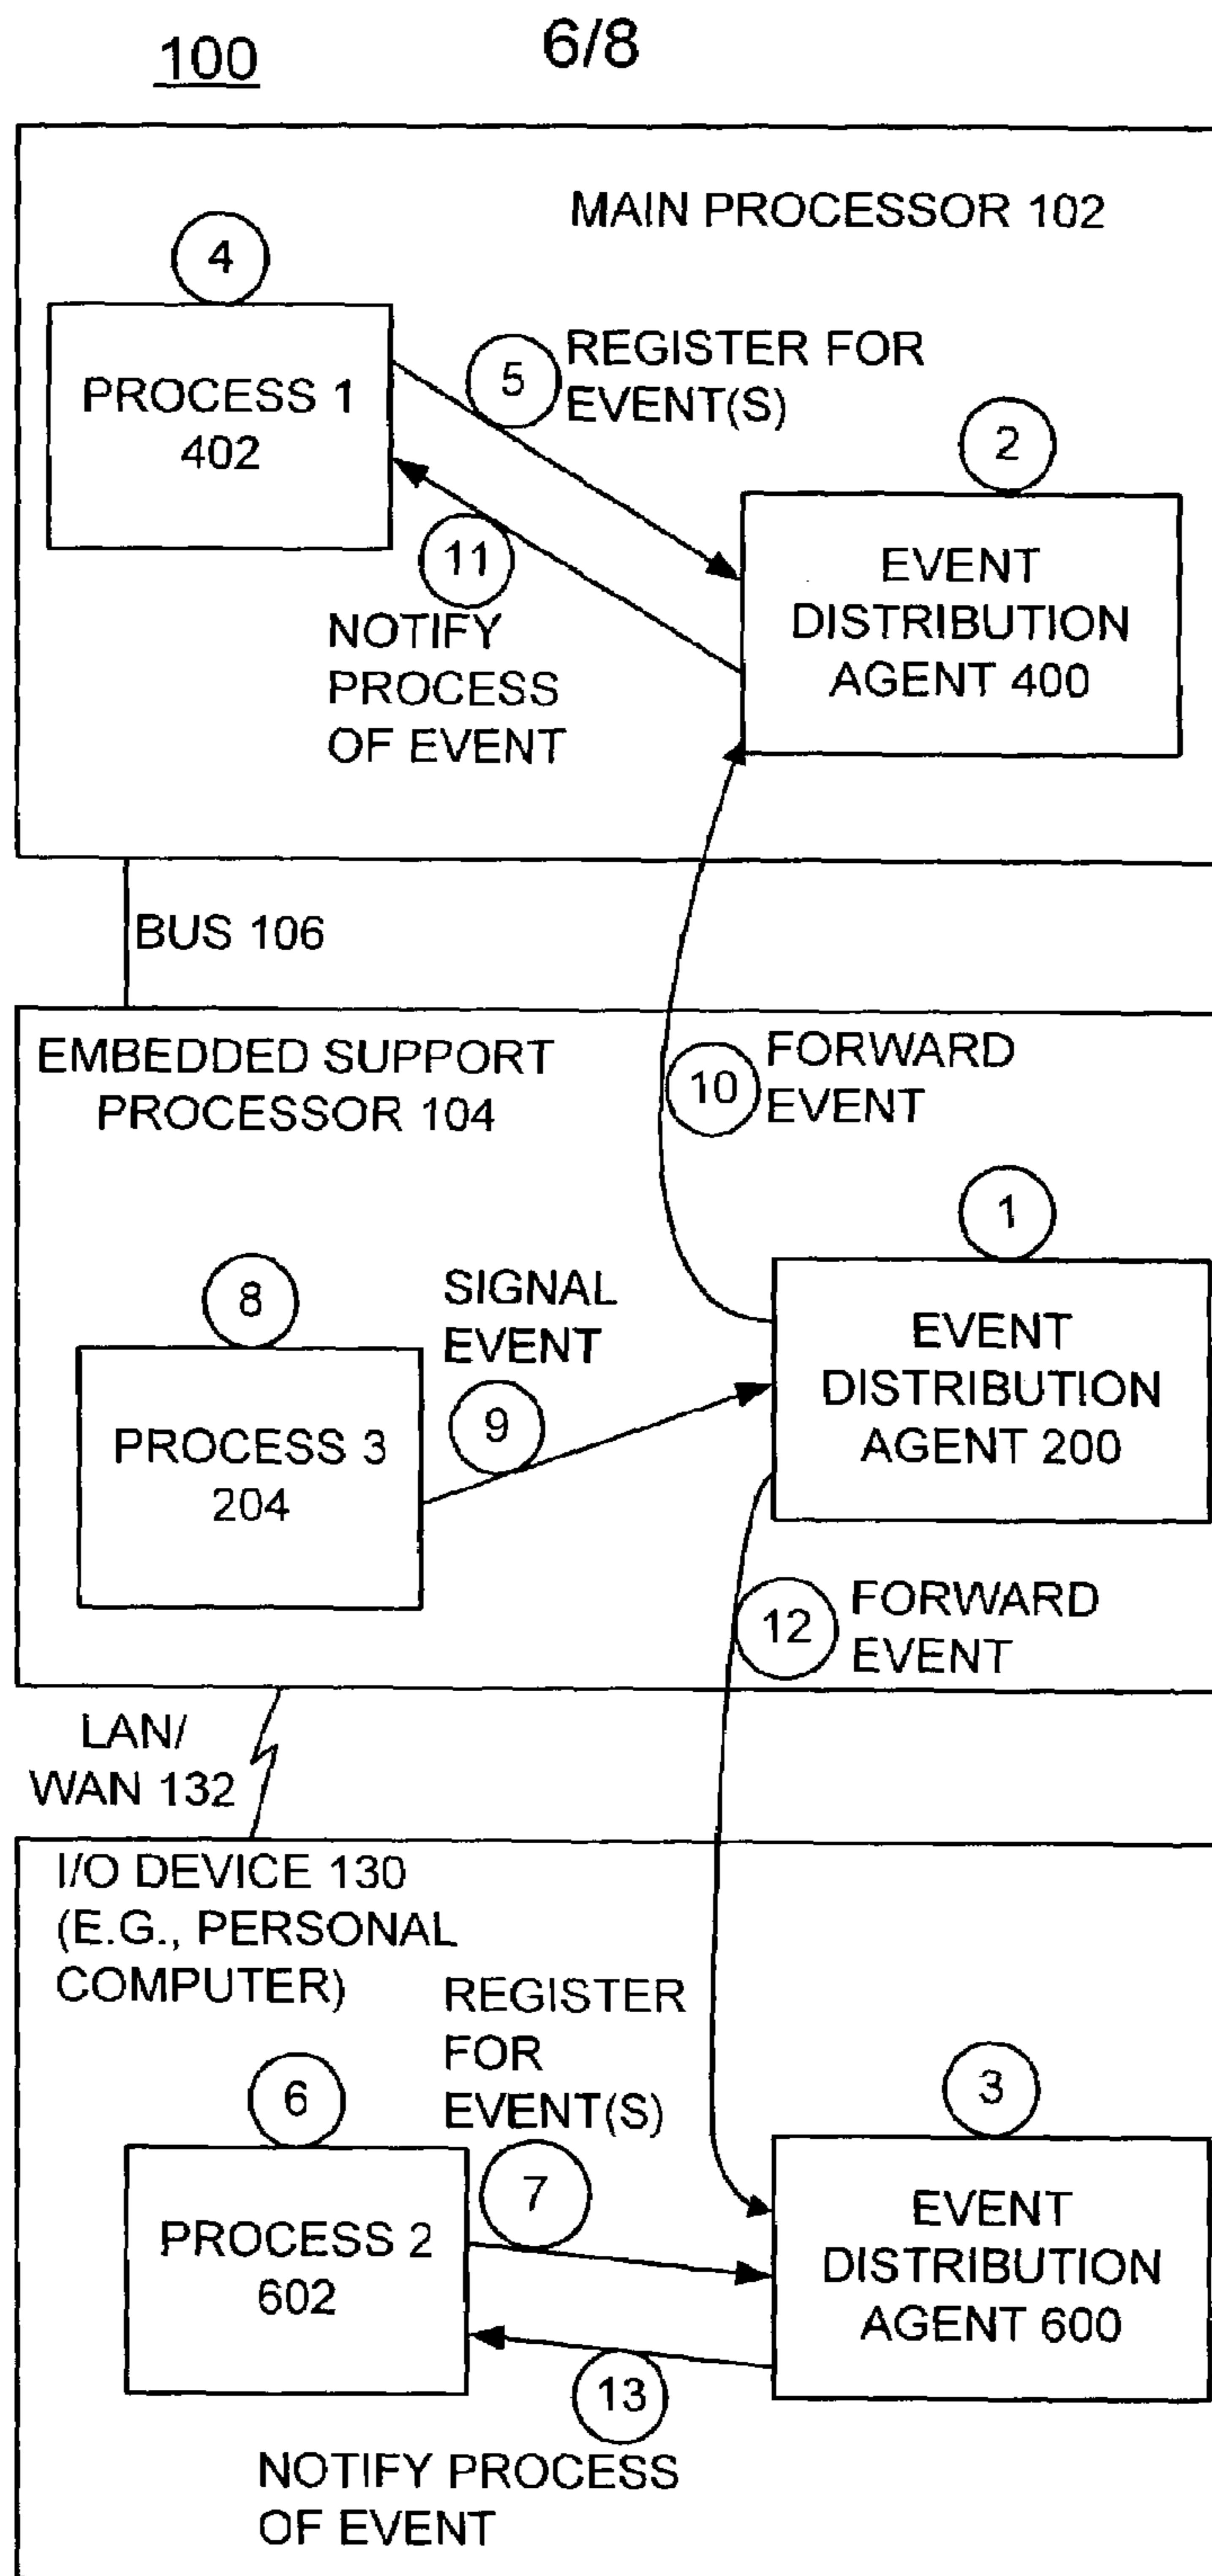 100
6/8
MAIN PROCESSOR 102
4
PROCESS 1
402
5
REGISTER FOR
EVENT(S)
2
EVENT
DISTRIBUTION
AGENT 400
11
NOTIFY
PROCESS
OF EVENT
BUS 106
EMBEDDED SUPPORT
PROCESSOR 104
10
FORWARD
EVENT
1
EVENT
DISTRIBUTION
AGENT 200
8
PROCESS 3
204
SIGNAL
EVENT
9
12
FORWARD
EVENT
LAN/
WAN 132
I/O DEVICE 130
(E.G., PERSONAL
COMPUTER)
REGISTER
FOR
EVENT(S)
6
PROCESS 2
602
7
3
EVENT
DISTRIBUTION
AGENT 600
13
NOTIFY PROCESS
OF EVENT